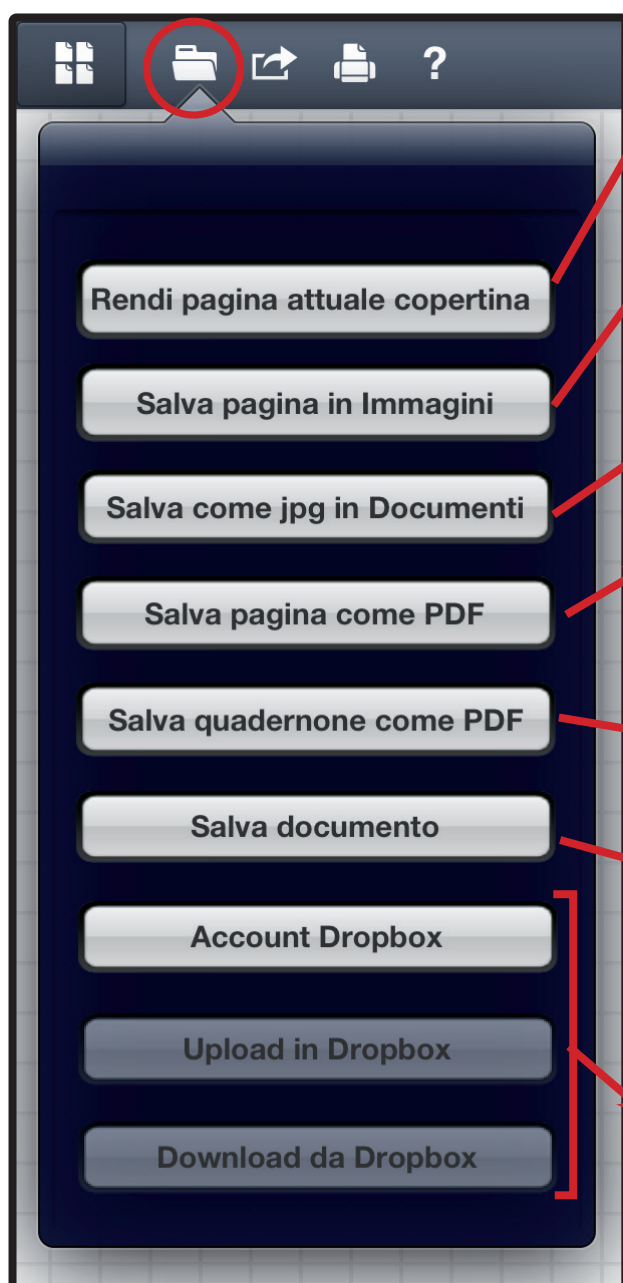 ?
Rendi pagina attuale copertina
Salva pagina in Immagini
Salva come jpg in Documenti
Salva pagina come PDF
Salva quadernone come PDF
Salva documento
Account Dropbox
Upload in Dropbox
Download da Dropbox